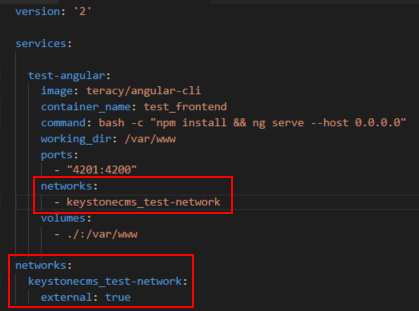 version: '2'
services:
test-angular:
image: teracy/angular-cli
container_name: test_frontend
command: bash -c "npm install && ng serve --host 0.0.0.0"
working_dir: /var/www
ports:
- "4201:4200"
networks:
- keystonecms_test-network
volumes:
- ./:/var/www
networks:
keystonecms_test-network:
external: true